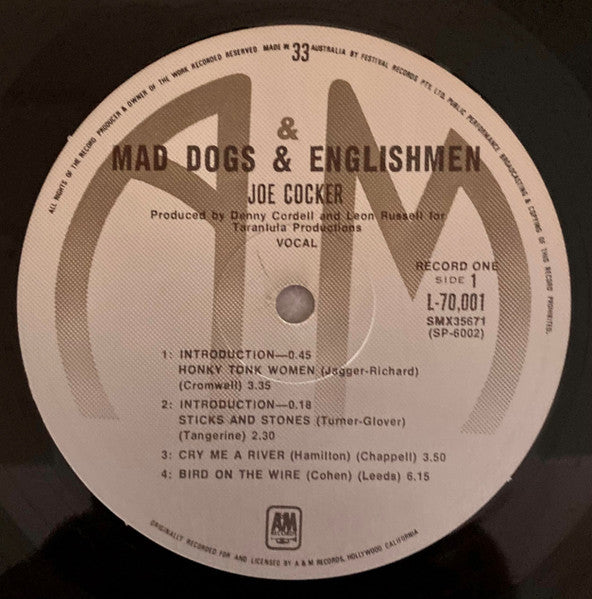 ALL RIGHTS OF THE RECORD PRODUCER & OWNER OF THE WORK RECORDED RESERVED. MADE IN 33 AUSTRALIA BY FESTIVAL RECORDS PTY. LTD. PUBLIC PERFORMANCE BROADCASTING & COPYING OF THIS RECORD PROHIBITED.
A&M
MAD DOGS & ENGLISHMEN
JOE COCKER
Produced by Denny Cordell and Leon Russell for
Tarantula Productions
VOCAL
RECORD ONE
SIDE 1
L-70,001
SMX35671
(SP-6002)
1: INTRODUCTION—0.45
HONKY TONK WOMEN (Jagger-Richard)
(Cromwell) 3.35
2: INTRODUCTION—0.18
STICKS AND STONES (Turner-Glover)
(Tangerine) 2.30
3: CRY ME A RIVER (Hamilton) (Chappell) 3.50
4: BIRD ON THE WIRE (Cohen) (Leeds) 6.15
A&M
RECORDS
ORIGINALLY RECORDED FOR AND LICENSED BY A & M RECORDS, HOLLYWOOD CALIFORNIA